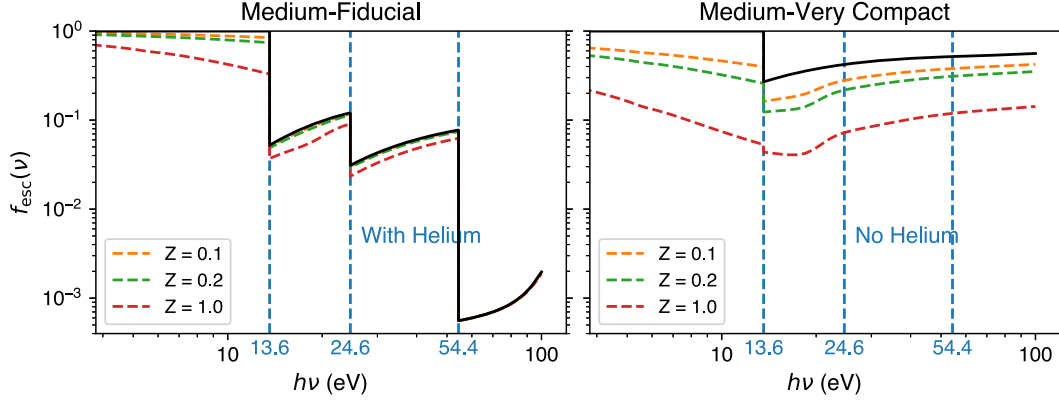 Medium-Fiducial
Medium-Very Compact
10⁰
10⁻¹
10⁻²
10⁻³
f_esc(ν)
With Helium
No Helium
Z = 0.1
Z = 0.2
Z = 1.0
Z = 0.1
Z = 0.2
Z = 1.0
10 13.6 24.6 54.4 100
10 13.6 24.6 54.4 100
hν (eV)
hν (eV)